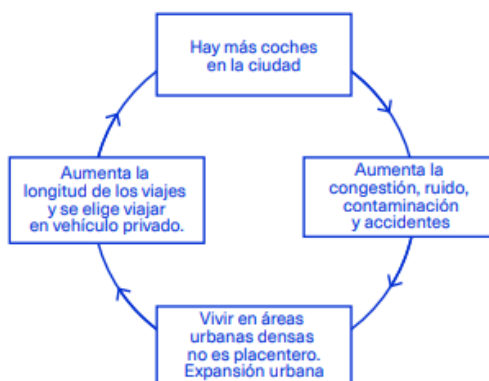 Hay más coches
en la ciudad
Aumenta la
congestión, ruido,
contaminación
y accidentes
Vivir en áreas
urbanas densas
no es placentero.
Expansión urbana
Aumenta la
longitud de los viajes
y se elige viajar
en vehículo privado.